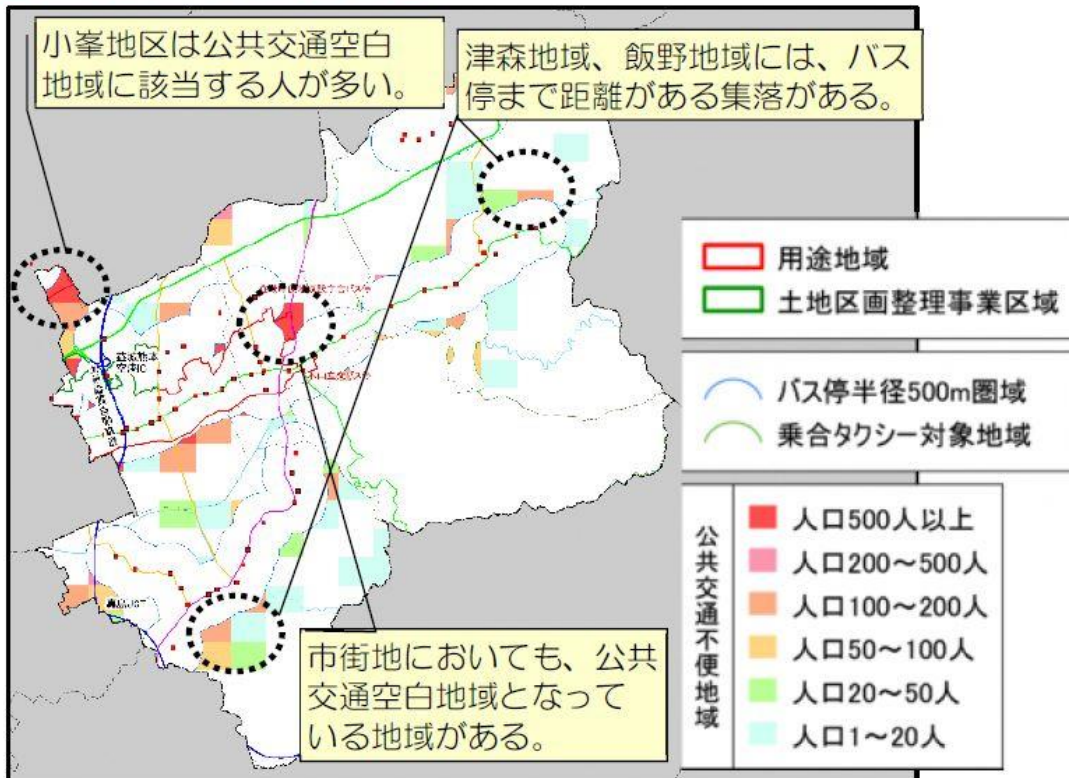 小峯地区は公共交通空白
地域に該当する人が多い。
津森地域、飯野地域には、バス
停まで距離がある集落がある。
市街地においても、公共
交通空白地域となって
いる地域がある。
益城熊本
空港IC
用途地域
土地区画整理事業区域
バス停半径500m圏域
乗合タクシー対象地域
公共交通不便地域
人口500人以上
人口200～500人
人口100～200人
人口50～100人
人口20～50人
人口1～20人